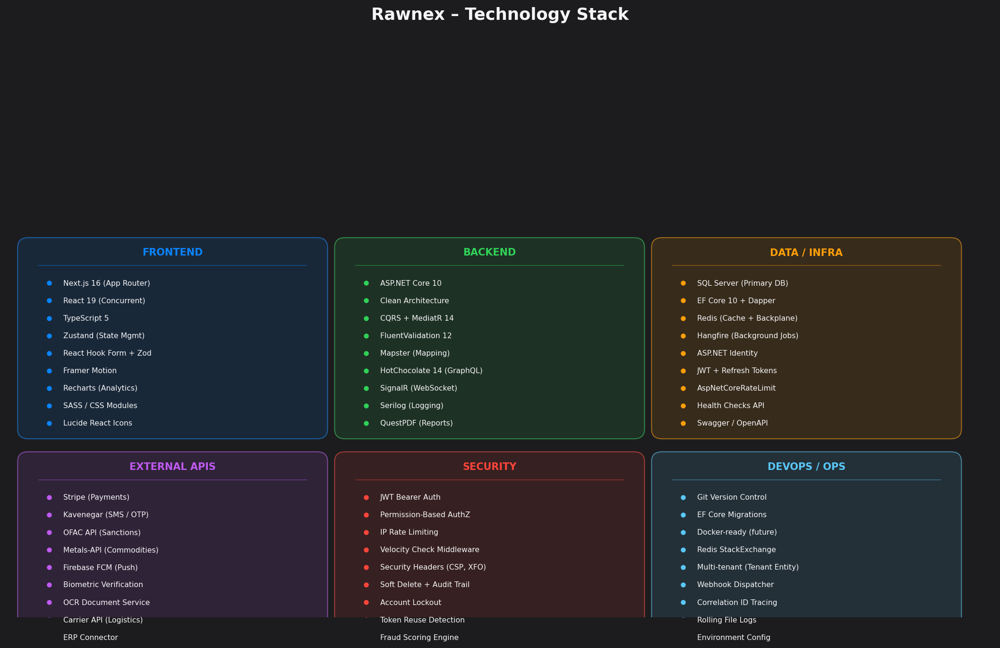 Rawnex – Technology Stack
FRONTEND
Next.js 16 (App Router)
React 19 (Concurrent)
TypeScript 5
Zustand (State Mgmt)
React Hook Form + Zod
Framer Motion
Recharts (Analytics)
SASS / CSS Modules
Lucide React Icons
BACKEND
ASP.NET Core 10
Clean Architecture
CQRS + MediatR 14
FluentValidation 12
Mapster (Mapping)
HotChocolate 14 (GraphQL)
SignalR (WebSocket)
Serilog (Logging)
QuestPDF (Reports)
DATA / INFRA
SQL Server (Primary DB)
EF Core 10 + Dapper
Redis (Cache + Backplane)
Hangfire (Background Jobs)
ASP.NET Identity
JWT + Refresh Tokens
AspNetCoreRateLimit
Health Checks API
Swagger / OpenAPI
EXTERNAL APIS
Stripe (Payments)
Kavenegar (SMS / OTP)
OFAC API (Sanctions)
Metals-API (Commodities)
Firebase FCM (Push)
Biometric Verification
OCR Document Service
Carrier API (Logistics)
ERP Connector
SECURITY
JWT Bearer Auth
Permission-Based AuthZ
IP Rate Limiting
Velocity Check Middleware
Security Headers (CSP, XFO)
Soft Delete + Audit Trail
Account Lockout
Token Reuse Detection
Fraud Scoring Engine
DEVOPS / OPS
Git Version Control
EF Core Migrations
Docker-ready (future)
Redis StackExchange
Multi-tenant (Tenant Entity)
Webhook Dispatcher
Correlation ID Tracing
Rolling File Logs
Environment Config